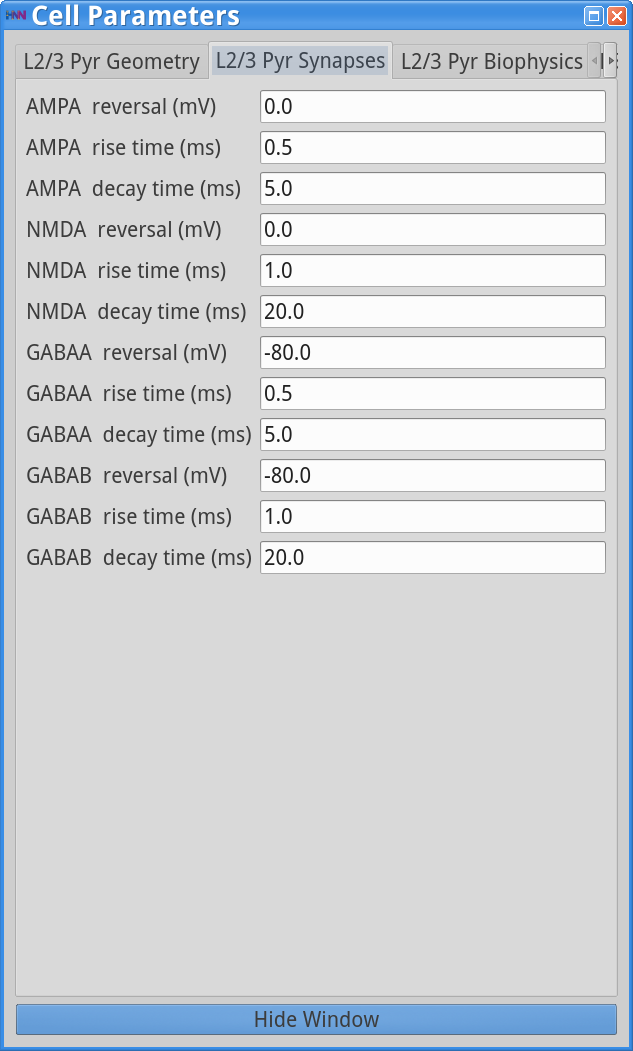 HNN Cell Parameters
L2/3 Pyr Geometry L2/3 Pyr Synapses L2/3 Pyr Biophysics
AMPA reversal (mV) 0.0
AMPA rise time (ms) 0.5
AMPA decay time (ms) 5.0
NMDA reversal (mV) 0.0
NMDA rise time (ms) 1.0
NMDA decay time (ms) 20.0
GABAA reversal (mV) -80.0
GABAA rise time (ms) 0.5
GABAA decay time (ms) 5.0
GABAB reversal (mV) -80.0
GABAB rise time (ms) 1.0
GABAB decay time (ms) 20.0
Hide Window